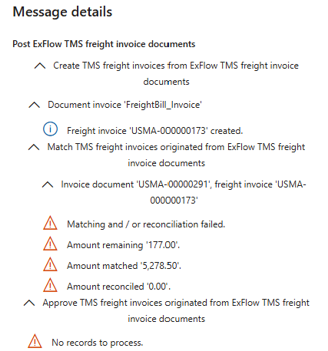 Message details
Post ExFlow TMS freight invoice documents
Create TMS freight invoices from ExFlow TMS freight invoice
documents
Document invoice 'FreightBill_Invoice'
Freight invoice 'USMA-000000173' created.
Match TMS freight invoices originated from ExFlow TMS freight
invoice documents
Invoice document 'USMA-00000291', freight invoice 'USMA-
000000173'
Matching and / or reconciliation failed.
Amount remaining '177.00'.
Amount matched '5,278.50'.
Amount reconciled '0.00'.
Approve TMS freight invoices originated from ExFlow TMS freight
invoice documents
No records to process.